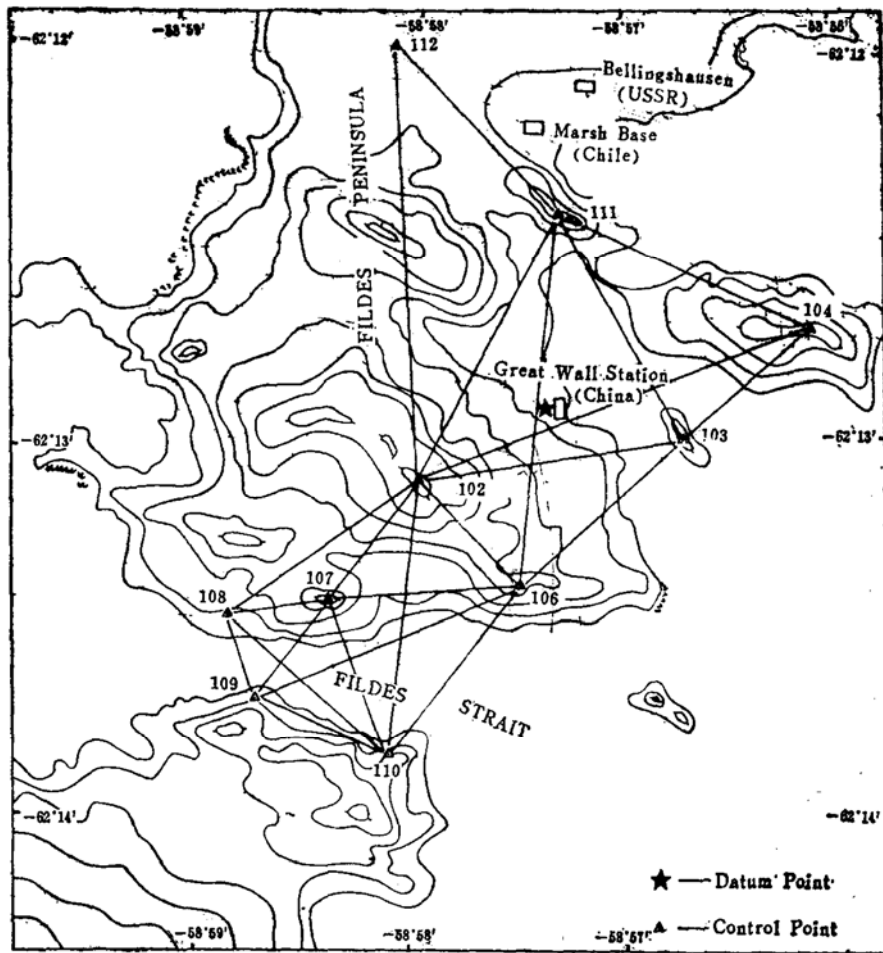 -58°59′
-58°58′
-58°57′
-58°56′
-62°12′
-62°12′
112
Bellingshausen
(USSR)
Marsh Base
(Chile)
PENINSULA
FILDES
111
104
Great Wall Station
(China)
-62°13′
-62°13′
103
102
107
108
106
109
FILDES
STRAIT
110
-62°14′
-62°14′
★ — Datum Point
▲ — Control Point
-58°59′
-58°58′
-58°57′